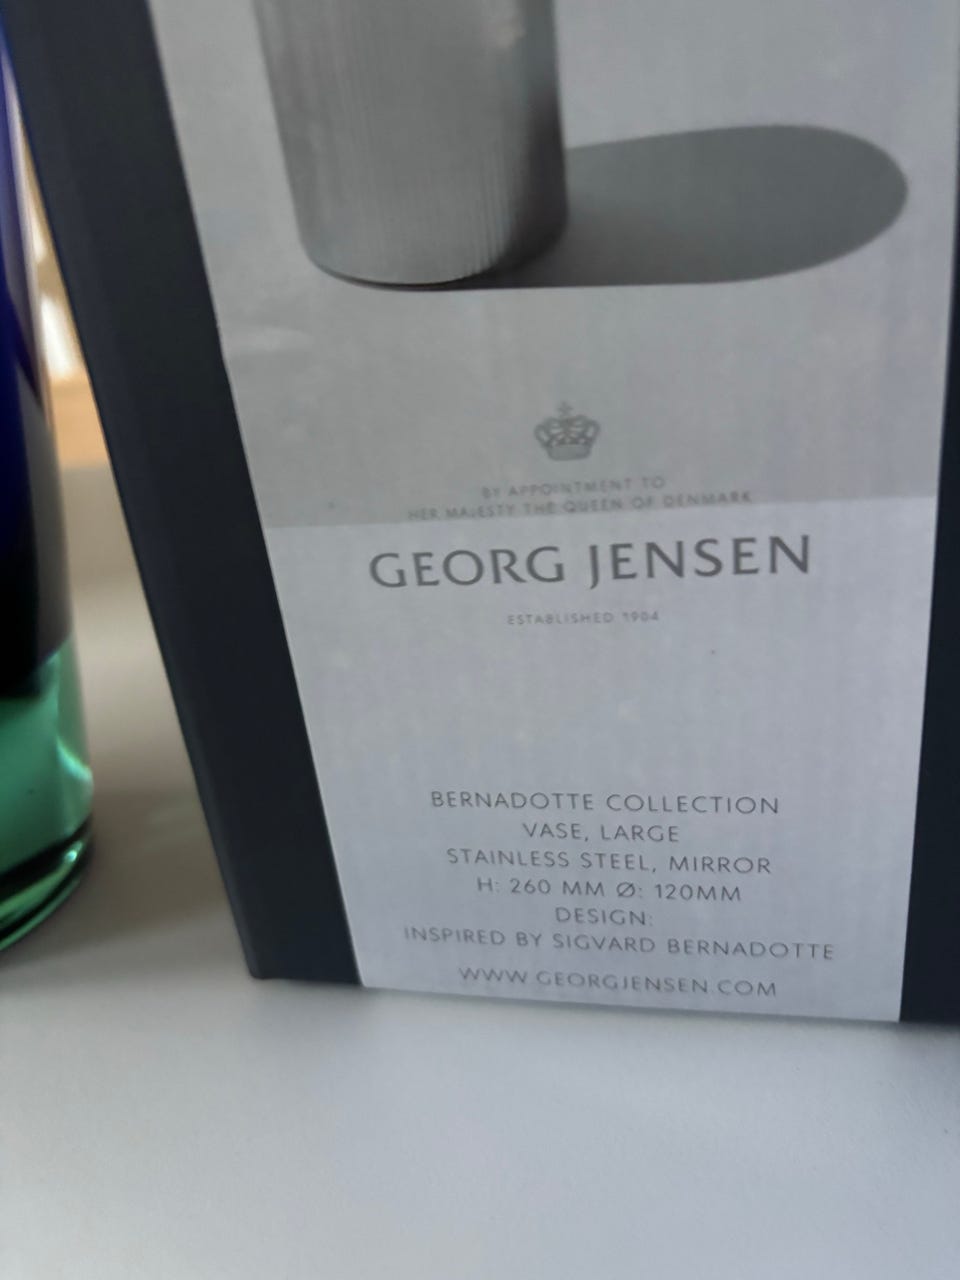 BY APPOINTMENT TO
HER MAJESTY THE QUEEN OF DENMARK
GEORG JENSEN
ESTABLISHED 1904
BERNADOTTE COLLECTION
VASE, LARGE
STAINLESS STEEL, MIRROR
H: 260 MM Ø: 120MM
DESIGN:
INSPIRED BY SIGVARD BERNADOTTE
WWW.GEORGJENSEN.COM